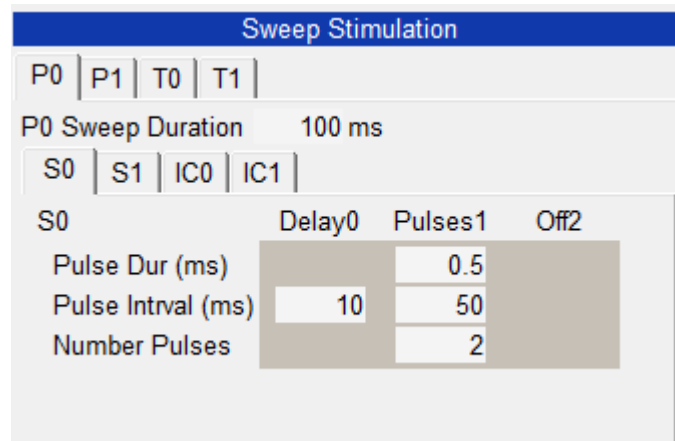 Sweep Stimulation
P0 P1 T0 T1
P0 Sweep Duration 100 ms
S0 S1 IC0 IC1
S0 Delay0 Pulses1 Off2
Pulse Dur (ms) 0.5
Pulse Intrval (ms) 10 50
Number Pulses 2